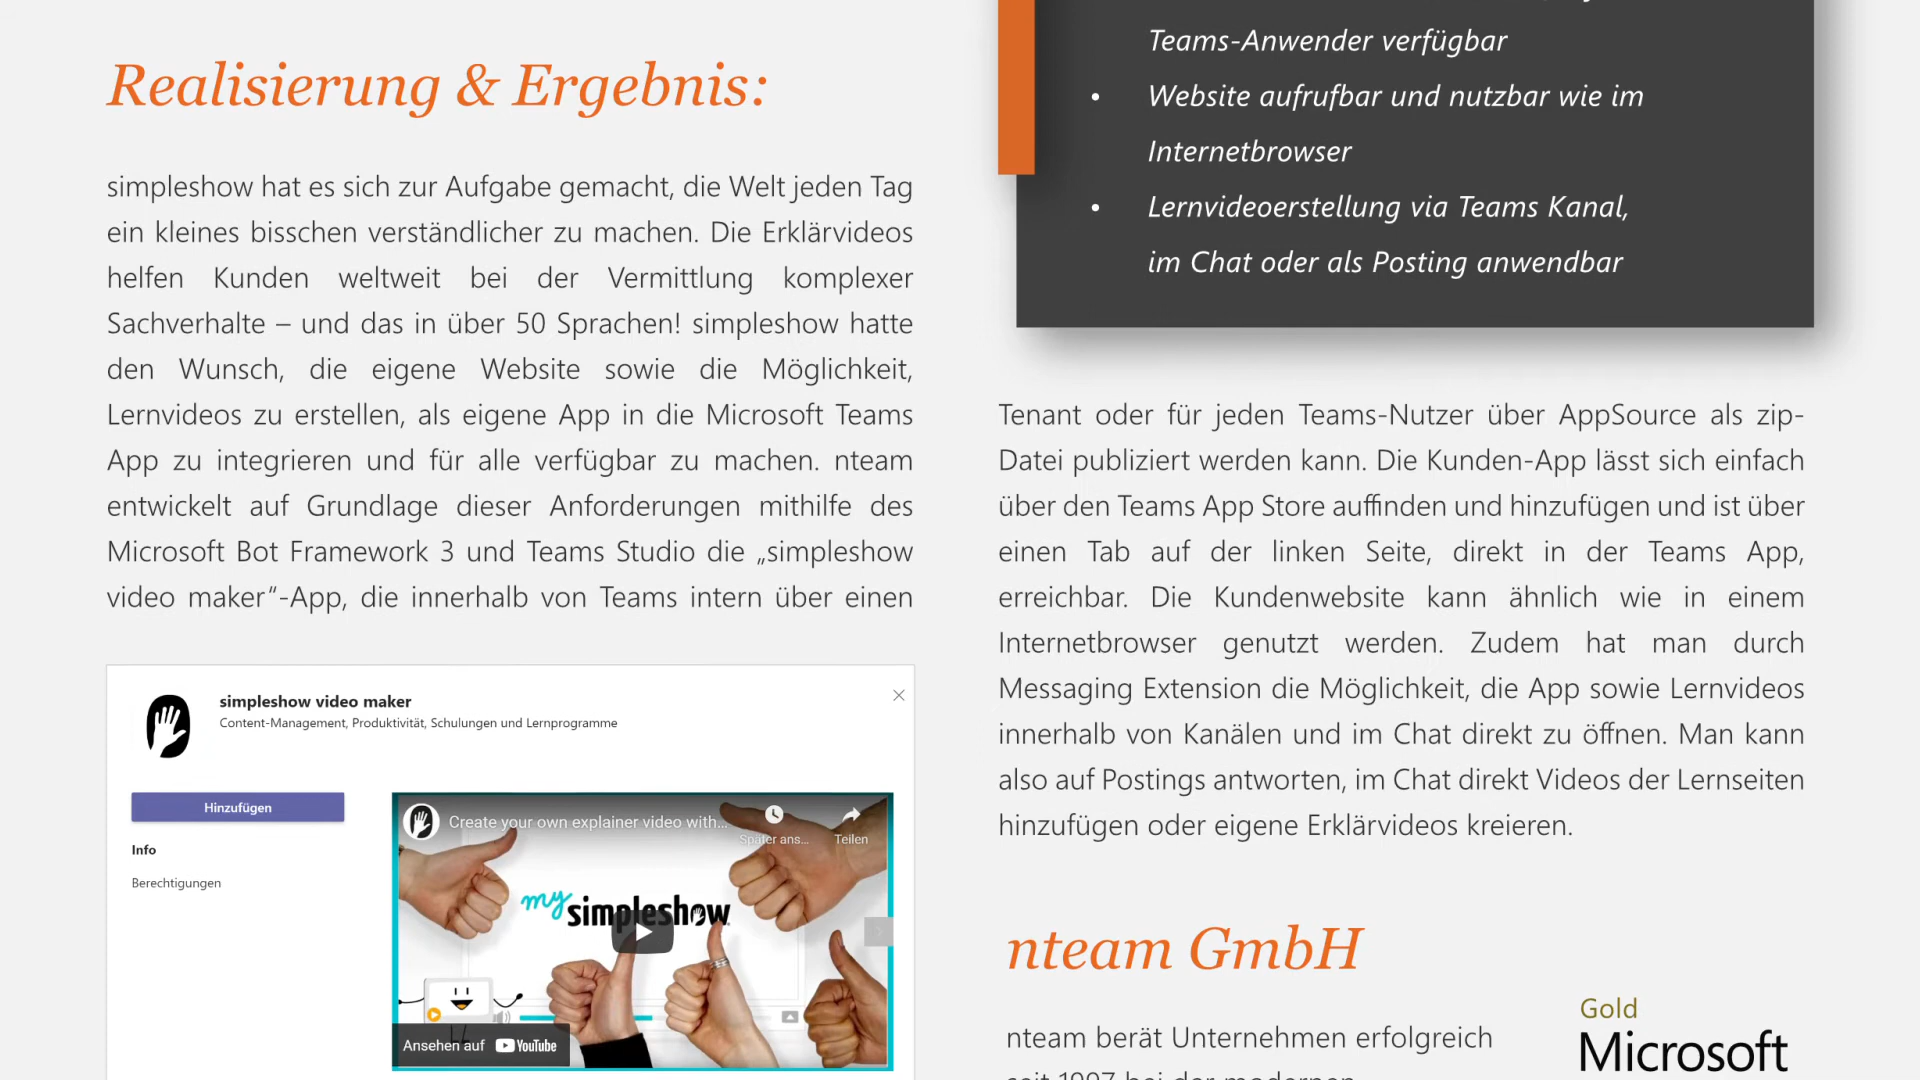 Realisierung & Ergebnis:
simpleshow hat es sich zur Aufgabe gemacht, die Welt jeden Tag
ein kleines bisschen verständlicher zu machen. Die Erklärvideos
helfen Kunden weltweit bei der Vermittlung komplexer
Sachverhalte – und das in über 50 Sprachen! simpleshow hatte
den Wunsch, die eigene Website sowie die Möglichkeit,
Lernvideos zu erstellen, als eigene App in die Microsoft Teams
App zu integrieren und für alle verfügbar zu machen. nteam
entwickelt auf Grundlage dieser Anforderungen mithilfe des
Microsoft Bot Framework 3 und Teams Studio die „simpleshow
video maker“-App, die innerhalb von Teams intern über einen
simpleshow video maker
Content-Management, Produktivität, Schulungen und Lernprogramme
Hinzufügen
Info
Berechtigungen
Create your own explainer video with...
Später ans...
Teilen
my simpleshow
Ansehen auf YouTube
Teams-Anwender verfügbar
• Website aufrufbar und nutzbar wie im
Internetbrowser
• Lernvideoerstellung via Teams Kanal,
im Chat oder als Posting anwendbar
Tenant oder für jeden Teams-Nutzer über AppSource als zip-
Datei publiziert werden kann. Die Kunden-App lässt sich einfach
über den Teams App Store auffinden und hinzufügen und ist über
einen Tab auf der linken Seite, direkt in der Teams App,
erreichbar. Die Kundenwebsite kann ähnlich wie in einem
Internetbrowser genutzt werden. Zudem hat man durch
Messaging Extension die Möglichkeit, die App sowie Lernvideos
innerhalb von Kanälen und im Chat direkt zu öffnen. Man kann
also auf Postings antworten, im Chat direkt Videos der Lernseiten
hinzufügen oder eigene Erklärvideos kreieren.
nteam GmbH
nteam berät Unternehmen erfolgreich
seit 1997 bei der modernen
Gold
Microsoft